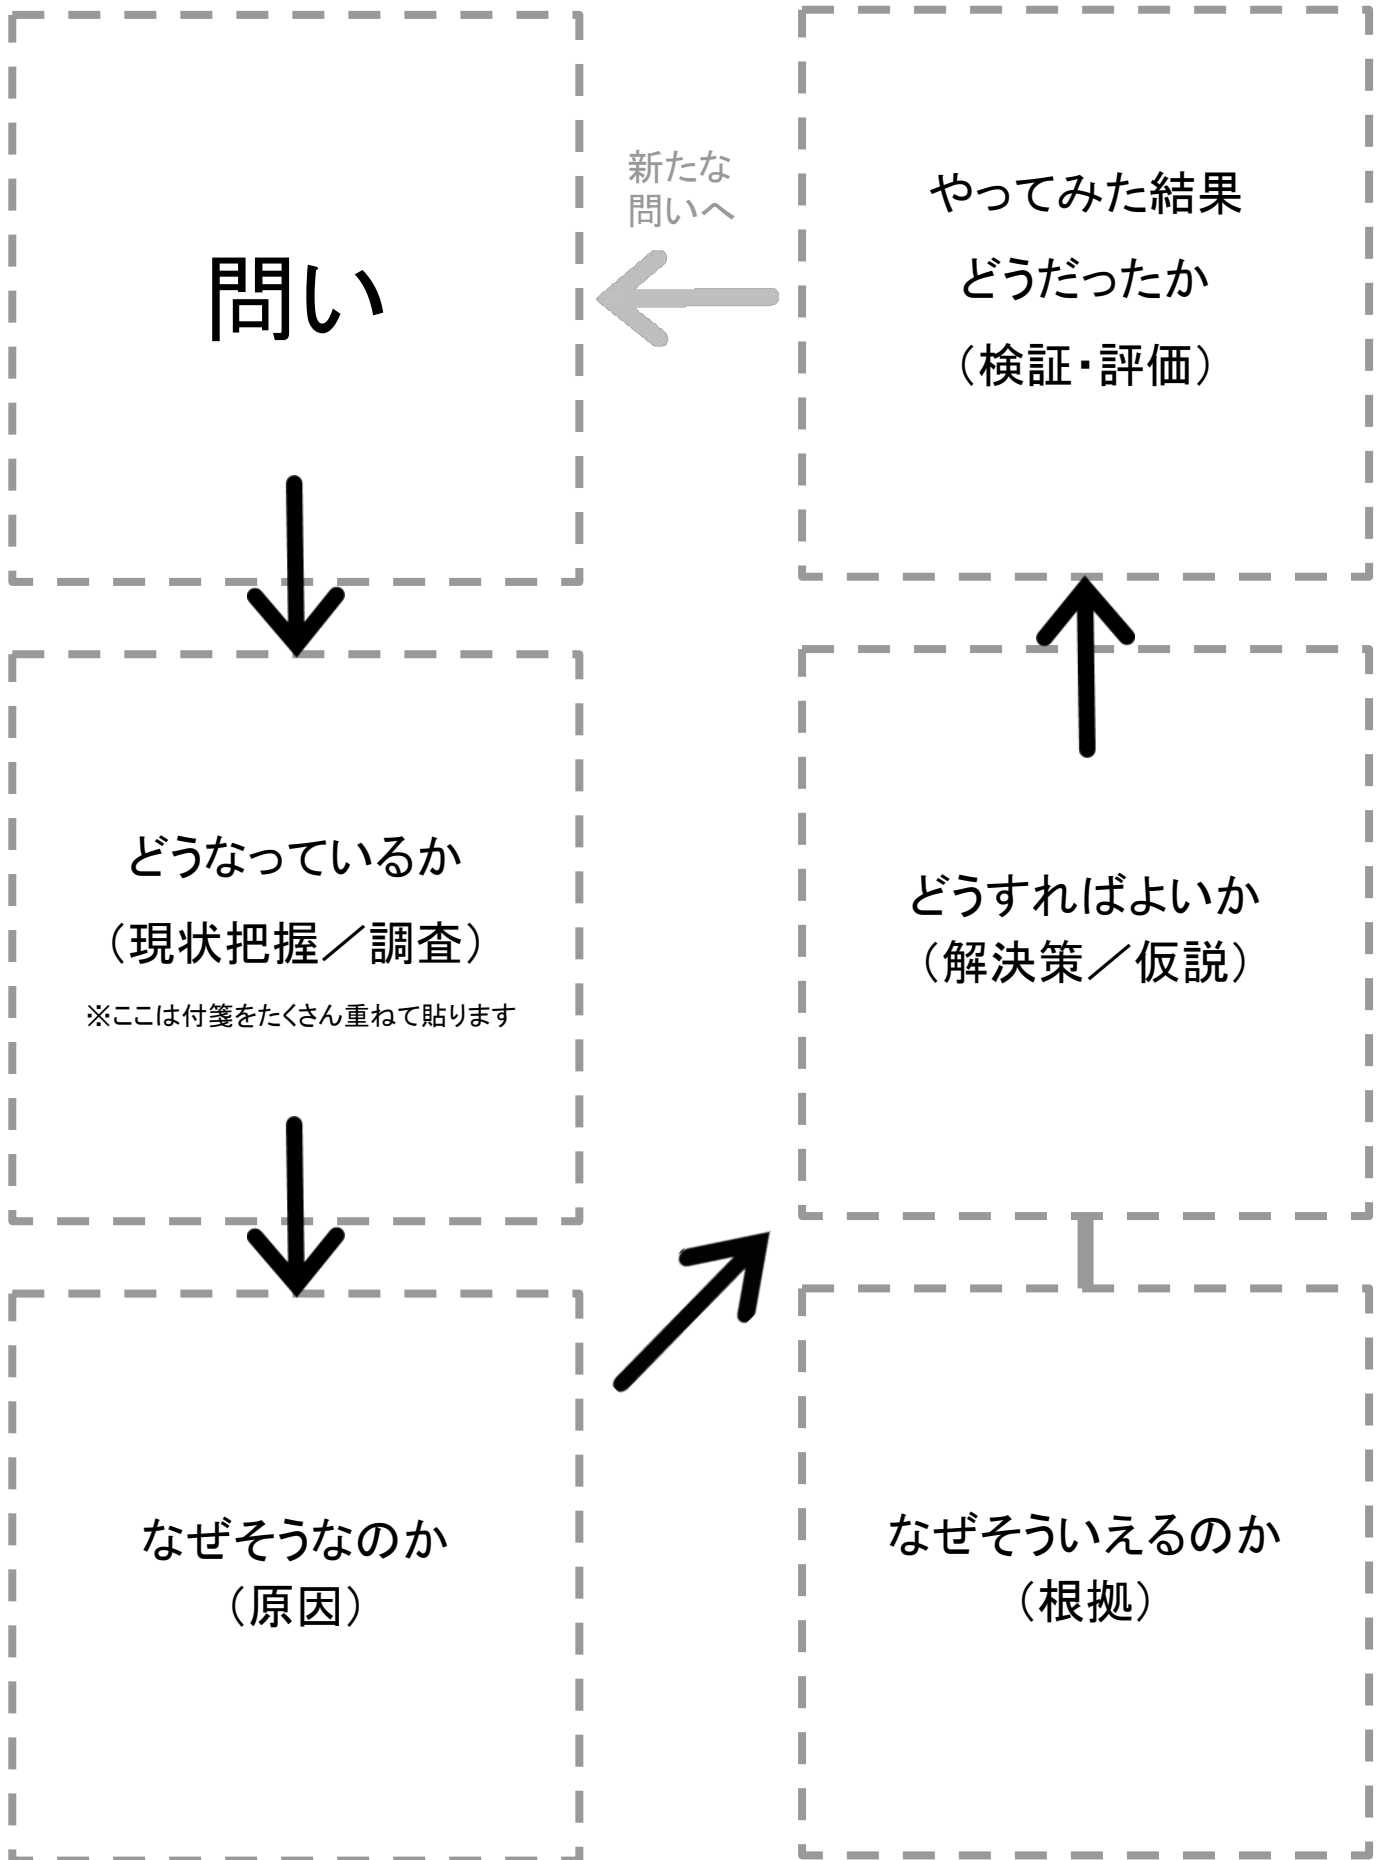 問い
どうなっているか
（現状把握／調査）
※ここは付箋をたくさん重ねて貼ります
なぜそうなのか
（原因）
どうすればよいか
（解決策／仮説）
なぜそういえるのか
（根拠）
やってみた結果
どうだったか
（検証・評価）
新たな
問いへ